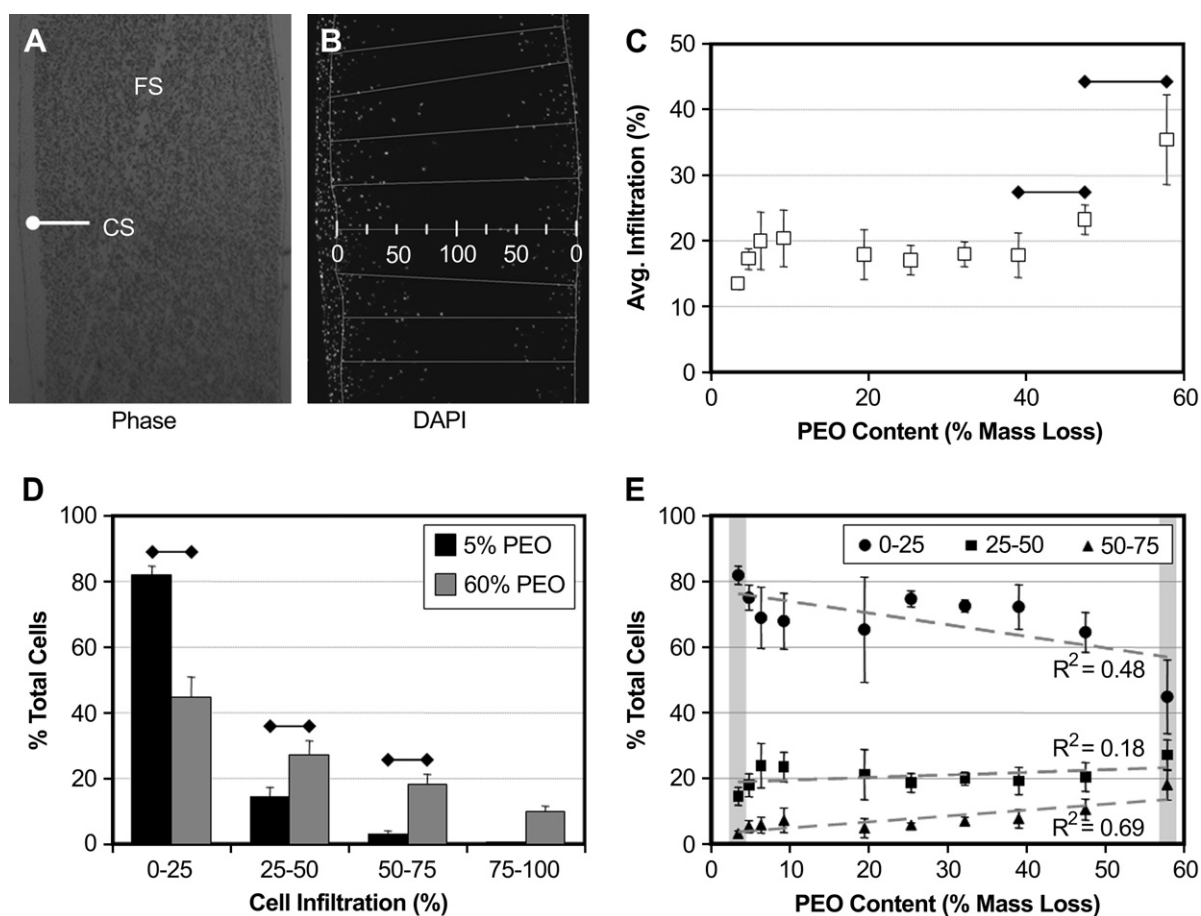 A
FS
CS
Phase
B
0 50 100 50 0
DAPI
C
Avg. Infiltration (%)
50
40
30
20
10
0
0 20 40 60
PEO Content (% Mass Loss)
D
% Total Cells
100
80
60
40
20
0
5% PEO
60% PEO
0-25 25-50 50-75 75-100
Cell Infiltration (%)
E
% Total Cells
100
80
60
40
20
0
0-25 25-50 50-75
R² = 0.48
R² = 0.18
R² = 0.69
0 10 20 30 40 50 60
PEO Content (% Mass Loss)